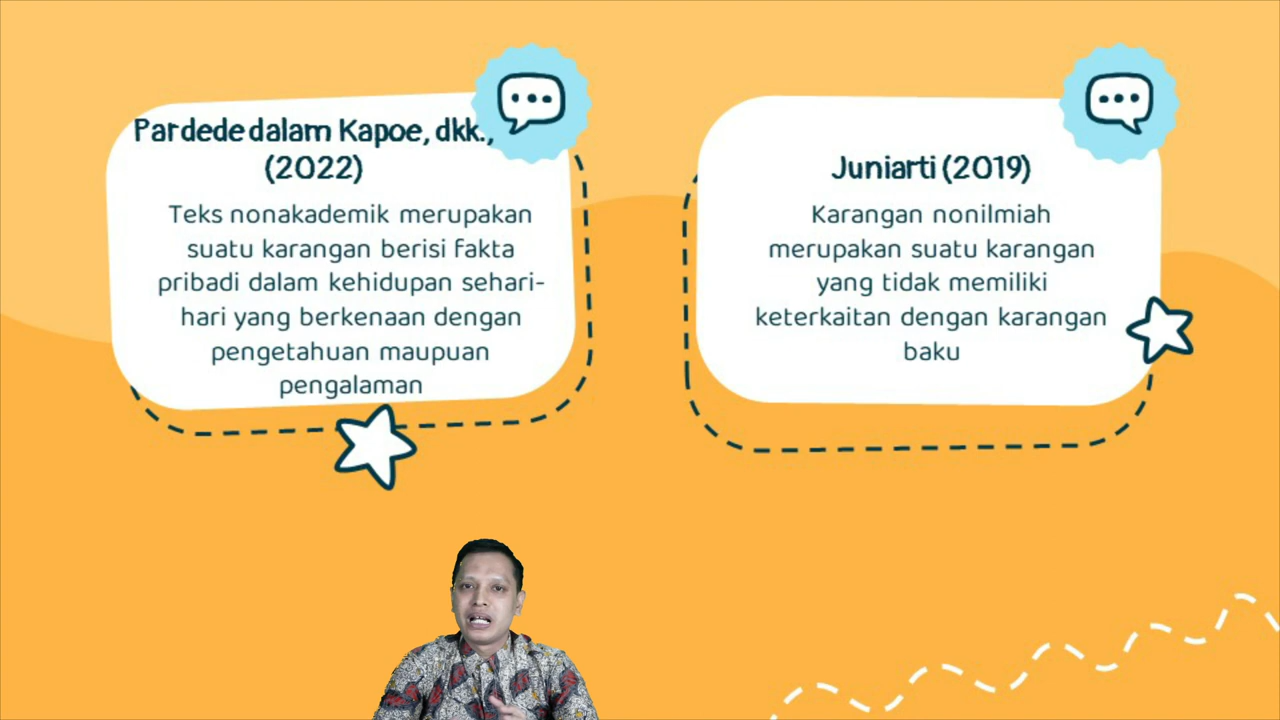 Pardede dalam Kapoe, dkk.,
(2022)
Teks nonakademik merupakan
suatu karangan berisi fakta
pribadi dalam kehidupan sehari-
hari yang berkenaan dengan
pengetahuan maupuan
pengalaman
Juniarti (2019)
Karangan nonilmiah
merupakan suatu karangan
yang tidak memiliki
keterkaitan dengan karangan
baku